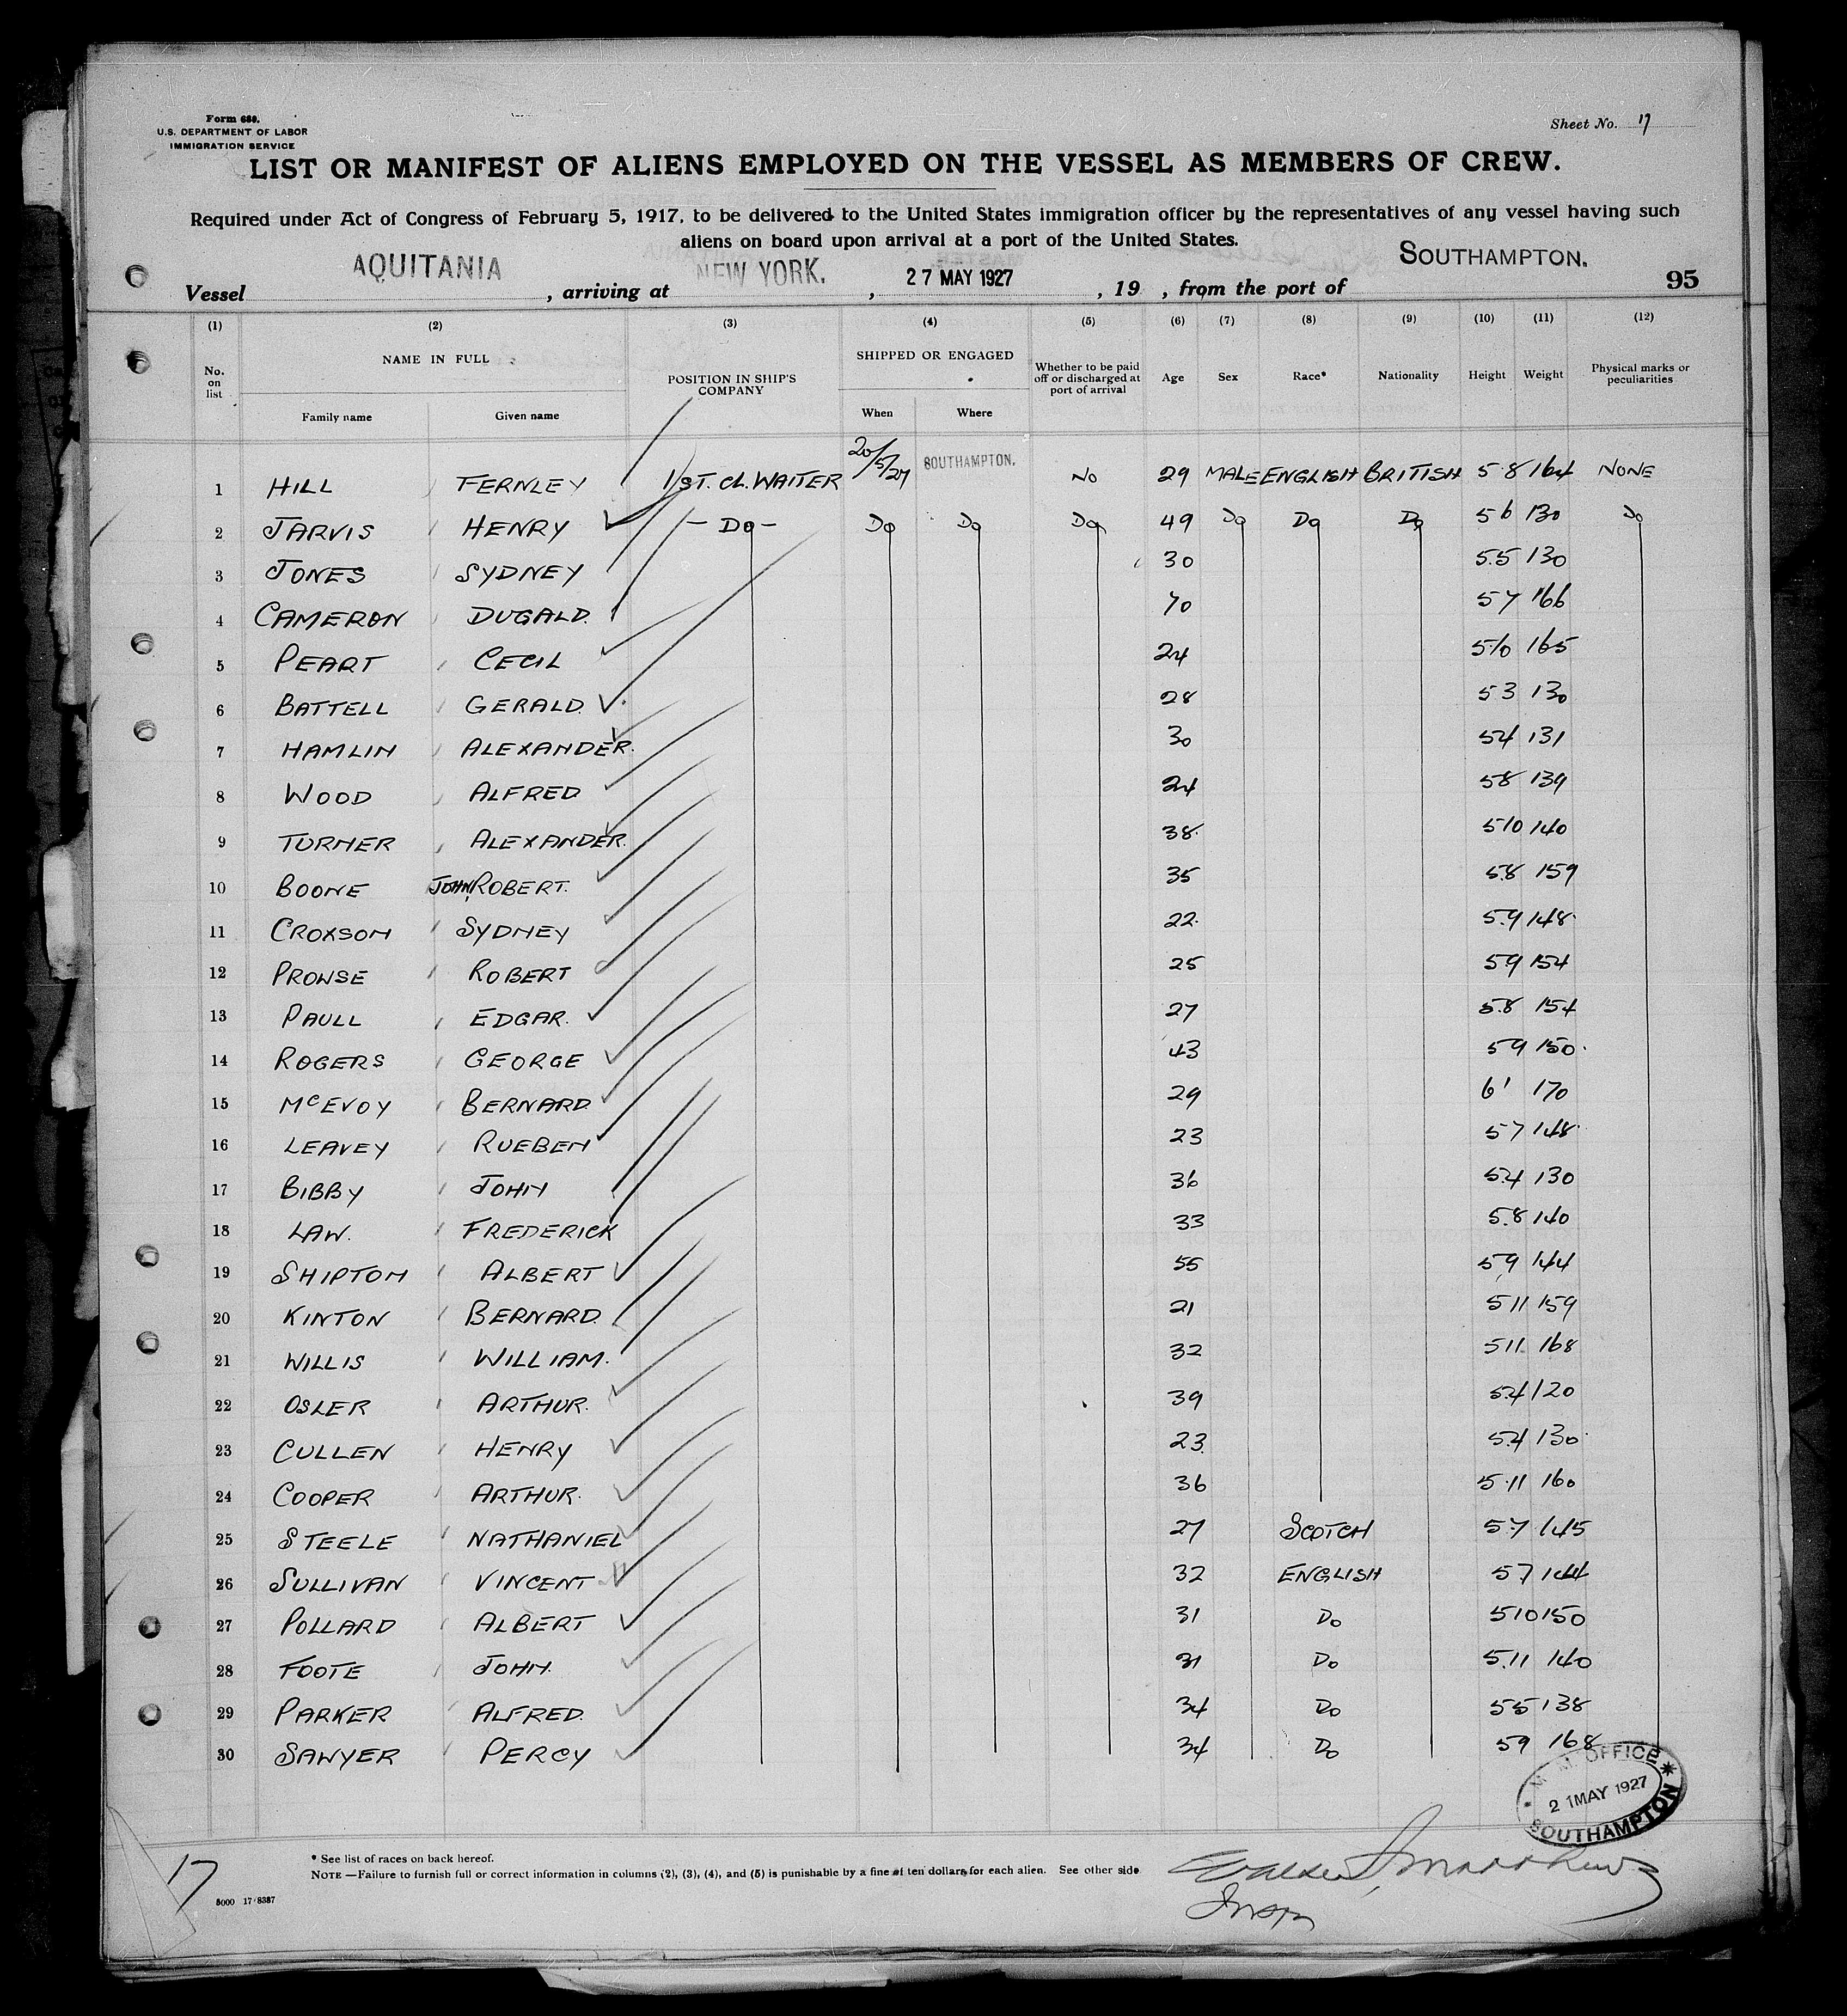 Form 680.
U.S. DEPARTMENT OF LABOR
IMMIGRATION SERVICE
Sheet No. 17
LIST OR MANIFEST OF ALIENS EMPLOYED ON THE VESSEL AS MEMBERS OF CREW.
Required under Act of Congress of February 5, 1917, to be delivered to the United States immigration officer by the representatives of any vessel having such
aliens on board upon arrival at a port of the United States.
Vessel AQUITANIA, arriving at NEW YORK., 27 MAY 1927, 19 , from the port of SOUTHAMPTON. 95
(1) (2) (3) (4) (5) (6) (7) (8) (9) (10) (11) (12)
No. on list NAME IN FULL Family name Given name POSITION IN SHIP'S COMPANY SHIPPED OR ENGAGED When Where Whether to be paid off or discharged at port of arrival Age Sex Race* Nationality Height Weight Physical marks or peculiarities
1 HILL FERNLEY 1/ST. CL. WAITER 20/5/27 SOUTHAMPTON. NO 29 MALE ENGLISH BRITISH 5 8 164 NONE
2 JARVIS HENRY - DO - DO DO DO 49 DO DO DO 5 6 130 DO
3 JONES SYDNEY 30 5.5 130
4 CAMERON DUGALD. 70 5 7 166
5 PEART CECIL 24 5 10 165
6 BATTELL GERALD. 28 5 3 130
7 HAMLIN ALEXANDER. 30 5 4 131
8 WOOD ALFRED 24 5 8 139
9 TURNER ALEXANDER. 38 5 10 140
10 BOONE JOHN ROBERT. 35 5.8 159
11 CROXSON SYDNEY 22 5.9 148
12 PROWSE ROBERT 25 5 9 154
13 PAULL EDGAR. 27 5.8 154
14 ROGERS GEORGE 43 5 9 150
15 McEVOY BERNARD. 29 6' 170
16 LEAVEY RUEBEN 23 5 7 148
17 BIBBY JOHN 36 5.4 130
18 LAW. FREDERICK 33 5.8 140
19 SHIPTON ALBERT 55 5 9 144
20 KINTON BERNARD. 21 5 11 159
21 WILLIS WILLIAM. 32 5 11 168
22 OSLER ARTHUR. 39 5.4 120
23 CULLEN HENRY 23 5.4 130
24 COOPER ARTHUR. 36 5.11 160
25 STEELE NATHANIEL 27 SCOTCH 5.7 145
26 SULLIVAN VINCENT 32 ENGLISH 5 7 144
27 POLLARD ALBERT 31 DO 5 10 150
28 FOOTE JOHN. 31 DO 5.11 140
29 PARKER ALFRED. 34 DO 5 5 138
30 SAWYER PERCY 34 DO 5 9 168
M. M. OFFICE
21 MAY 1927
SOUTHAMPTON
* See list of races on back hereof.
NOTE.—Failure to furnish full or correct information in columns (2), (3), (4), and (5) is punishable by a fine of ten dollars for each alien. See other side.
17
5000 17/8387